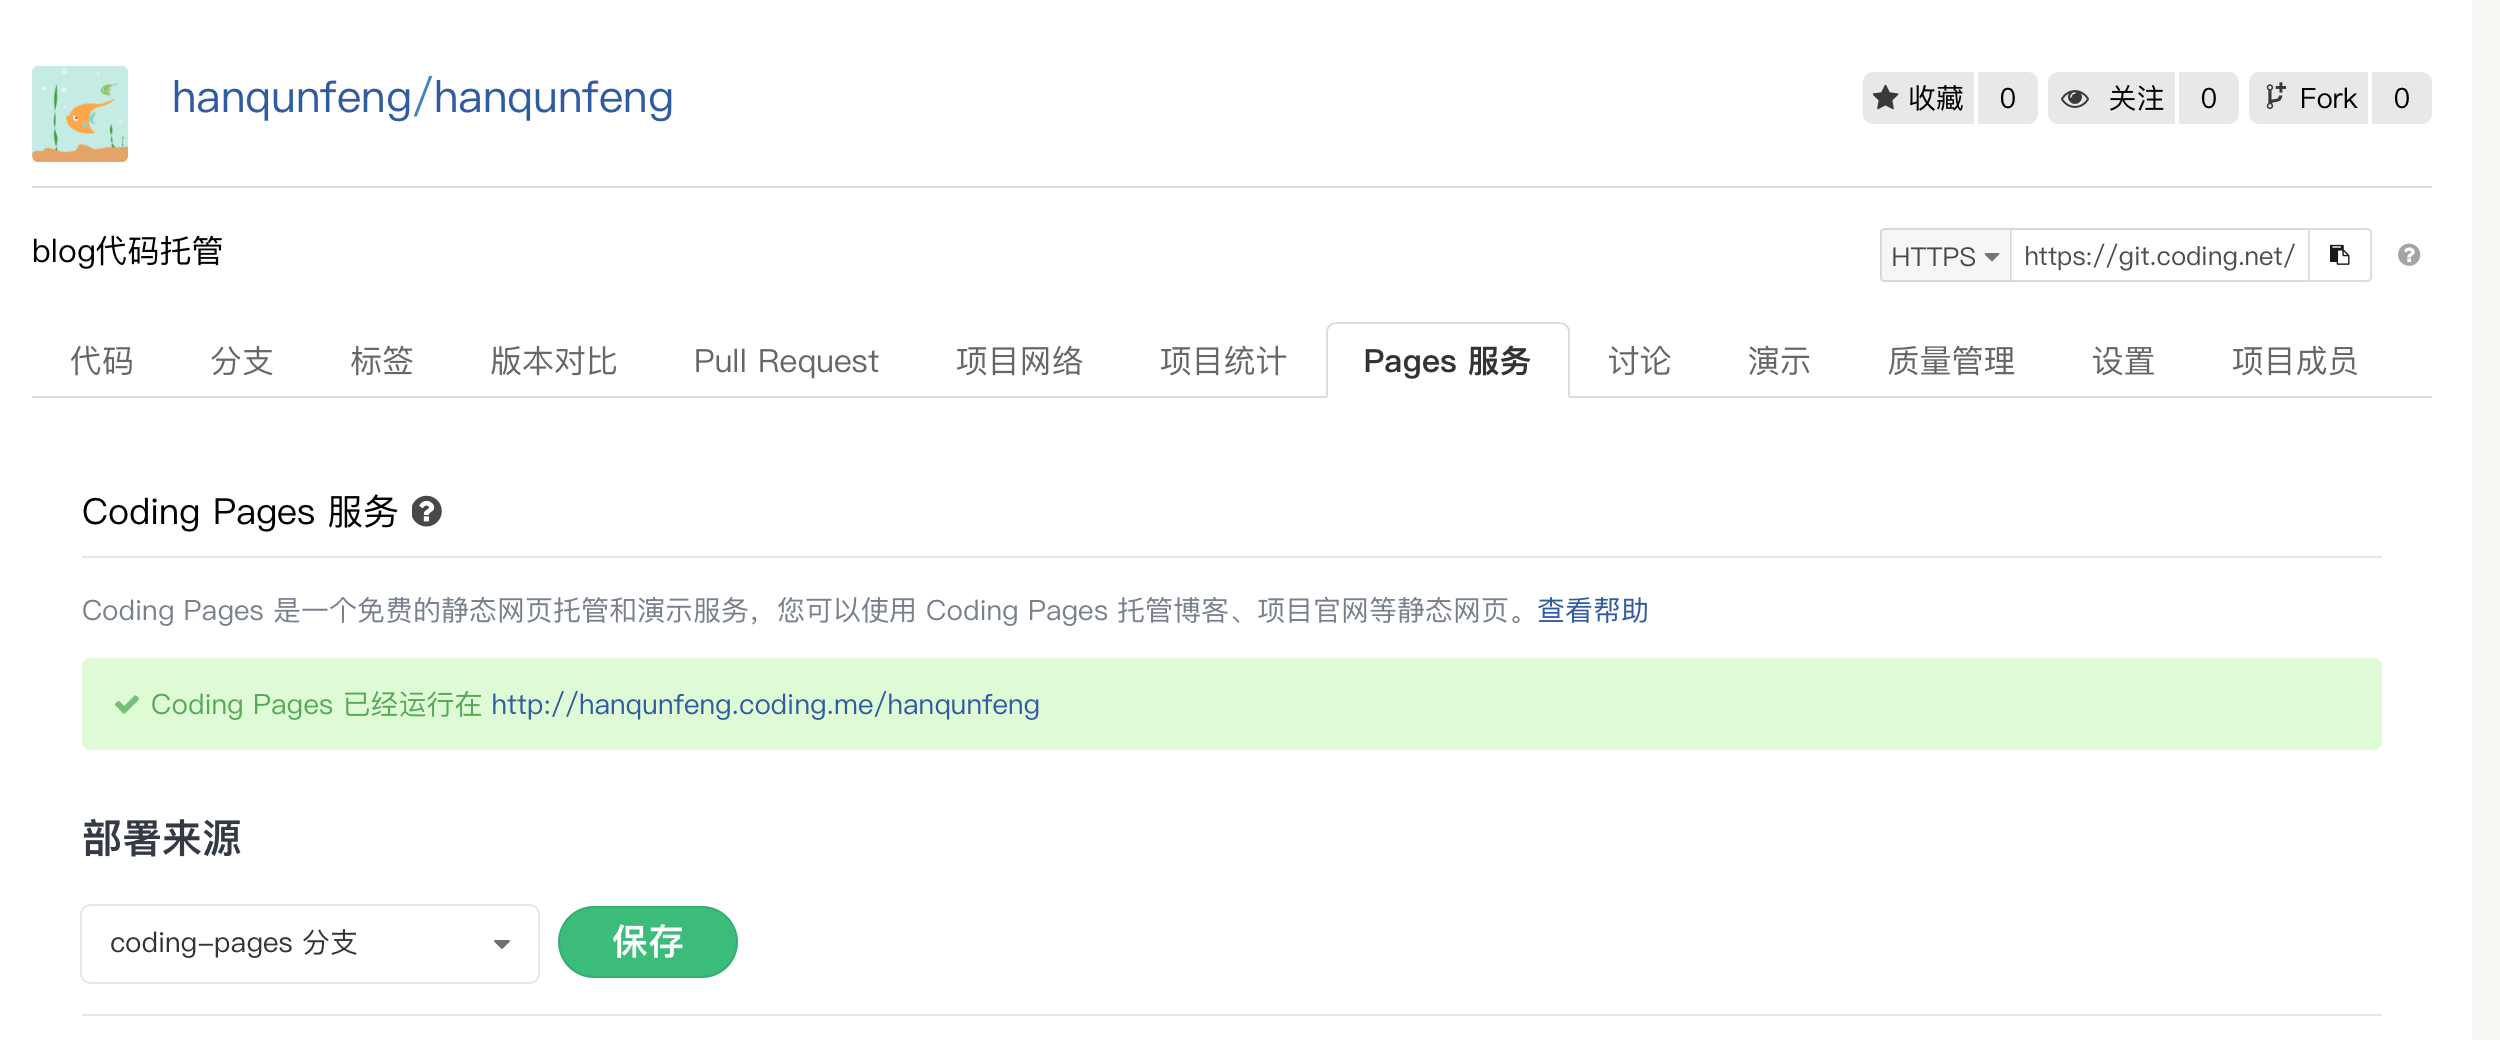 hanqunfeng/hanqunfeng
收藏 0 关注 0 Fork 0
blog代码托管
HTTPS https://git.coding.net/
代码 分支 标签 版本对比 Pull Request 项目网络 项目统计 Pages 服务 讨论 演示 质量管理 设置 项目成员
Coding Pages 服务
Coding Pages 是一个免费的静态网页托管和演示服务，您可以使用 Coding Pages 托管博客、项目官网等静态网页。查看帮助
Coding Pages 已经运行在 http://hanqunfeng.coding.me/hanqunfeng
部署来源
coding-pages 分支 保存